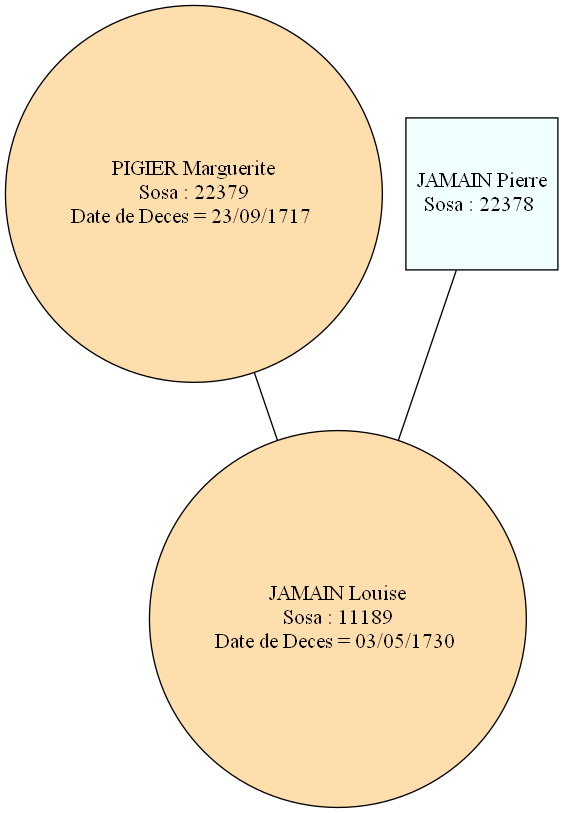 PIGIER Marguerite
Sosa : 22379
Date de Deces = 23/09/1717
JAMAIN Pierre
Sosa : 22378
JAMAIN Louise
Sosa : 11189
Date de Deces = 03/05/1730